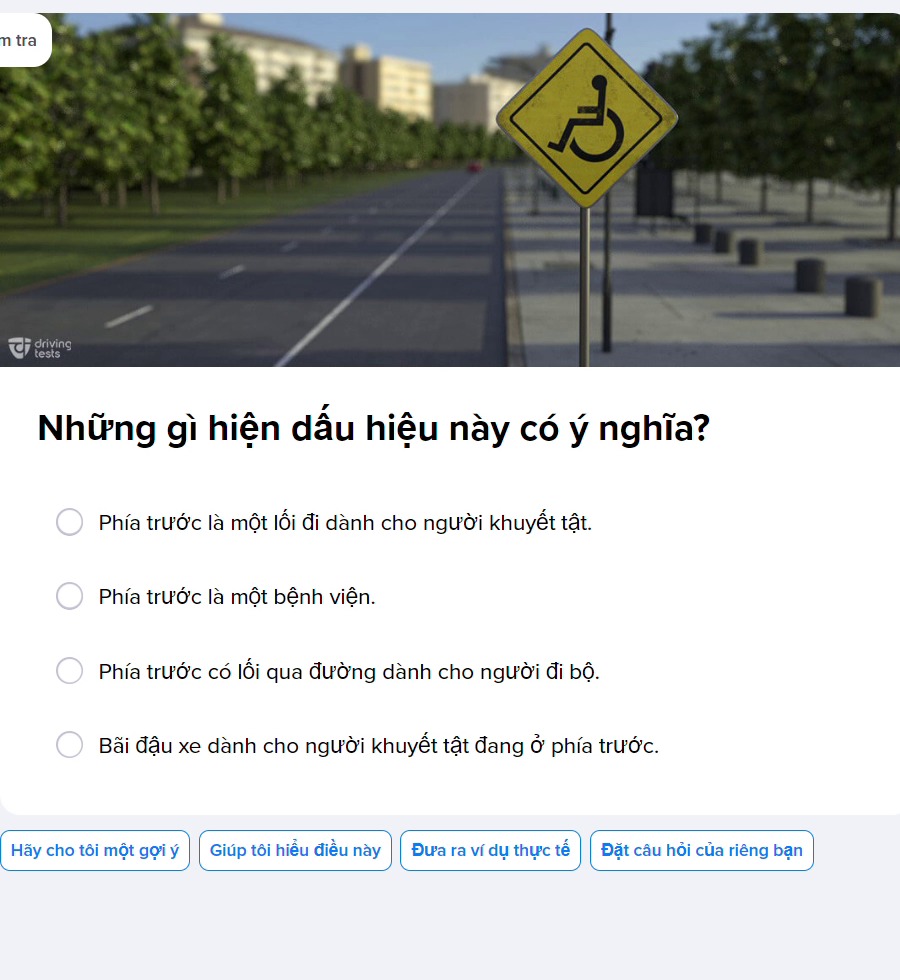 m tra
driving
tests
Những gì hiện dấu hiệu này có ý nghĩa?
Phía trước là một lối đi dành cho người khuyết tật.
Phía trước là một bệnh viện.
Phía trước có lối qua đường dành cho người đi bộ.
Bãi đậu xe dành cho người khuyết tật đang ở phía trước.
Hãy cho tôi một gợi ý
Giúp tôi hiểu điều này
Đưa ra ví dụ thực tế
Đặt câu hỏi của riêng bạn